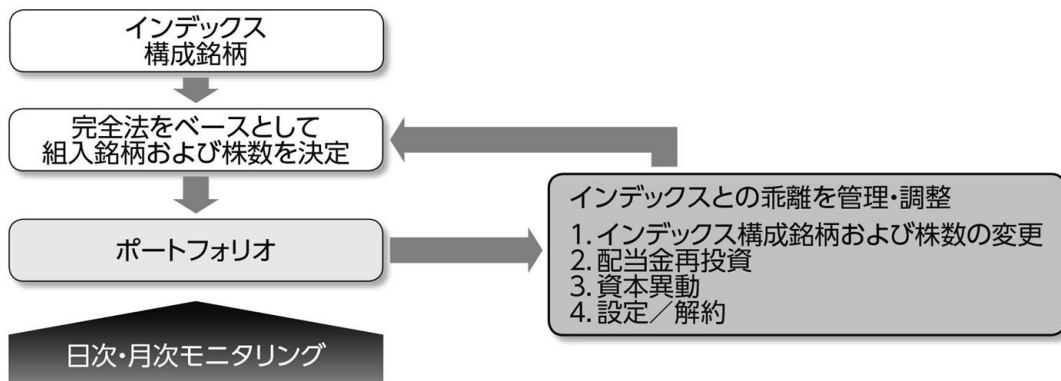 インデックス
構成銘柄
完全法をベースとして
組入銘柄および株数を決定
ポートフォリオ
日次・月次モニタリング
インデックスとの乖離を管理・調整
1. インデックス構成銘柄および株数の変更
2. 配当金再投資
3. 資本異動
4. 設定／解約